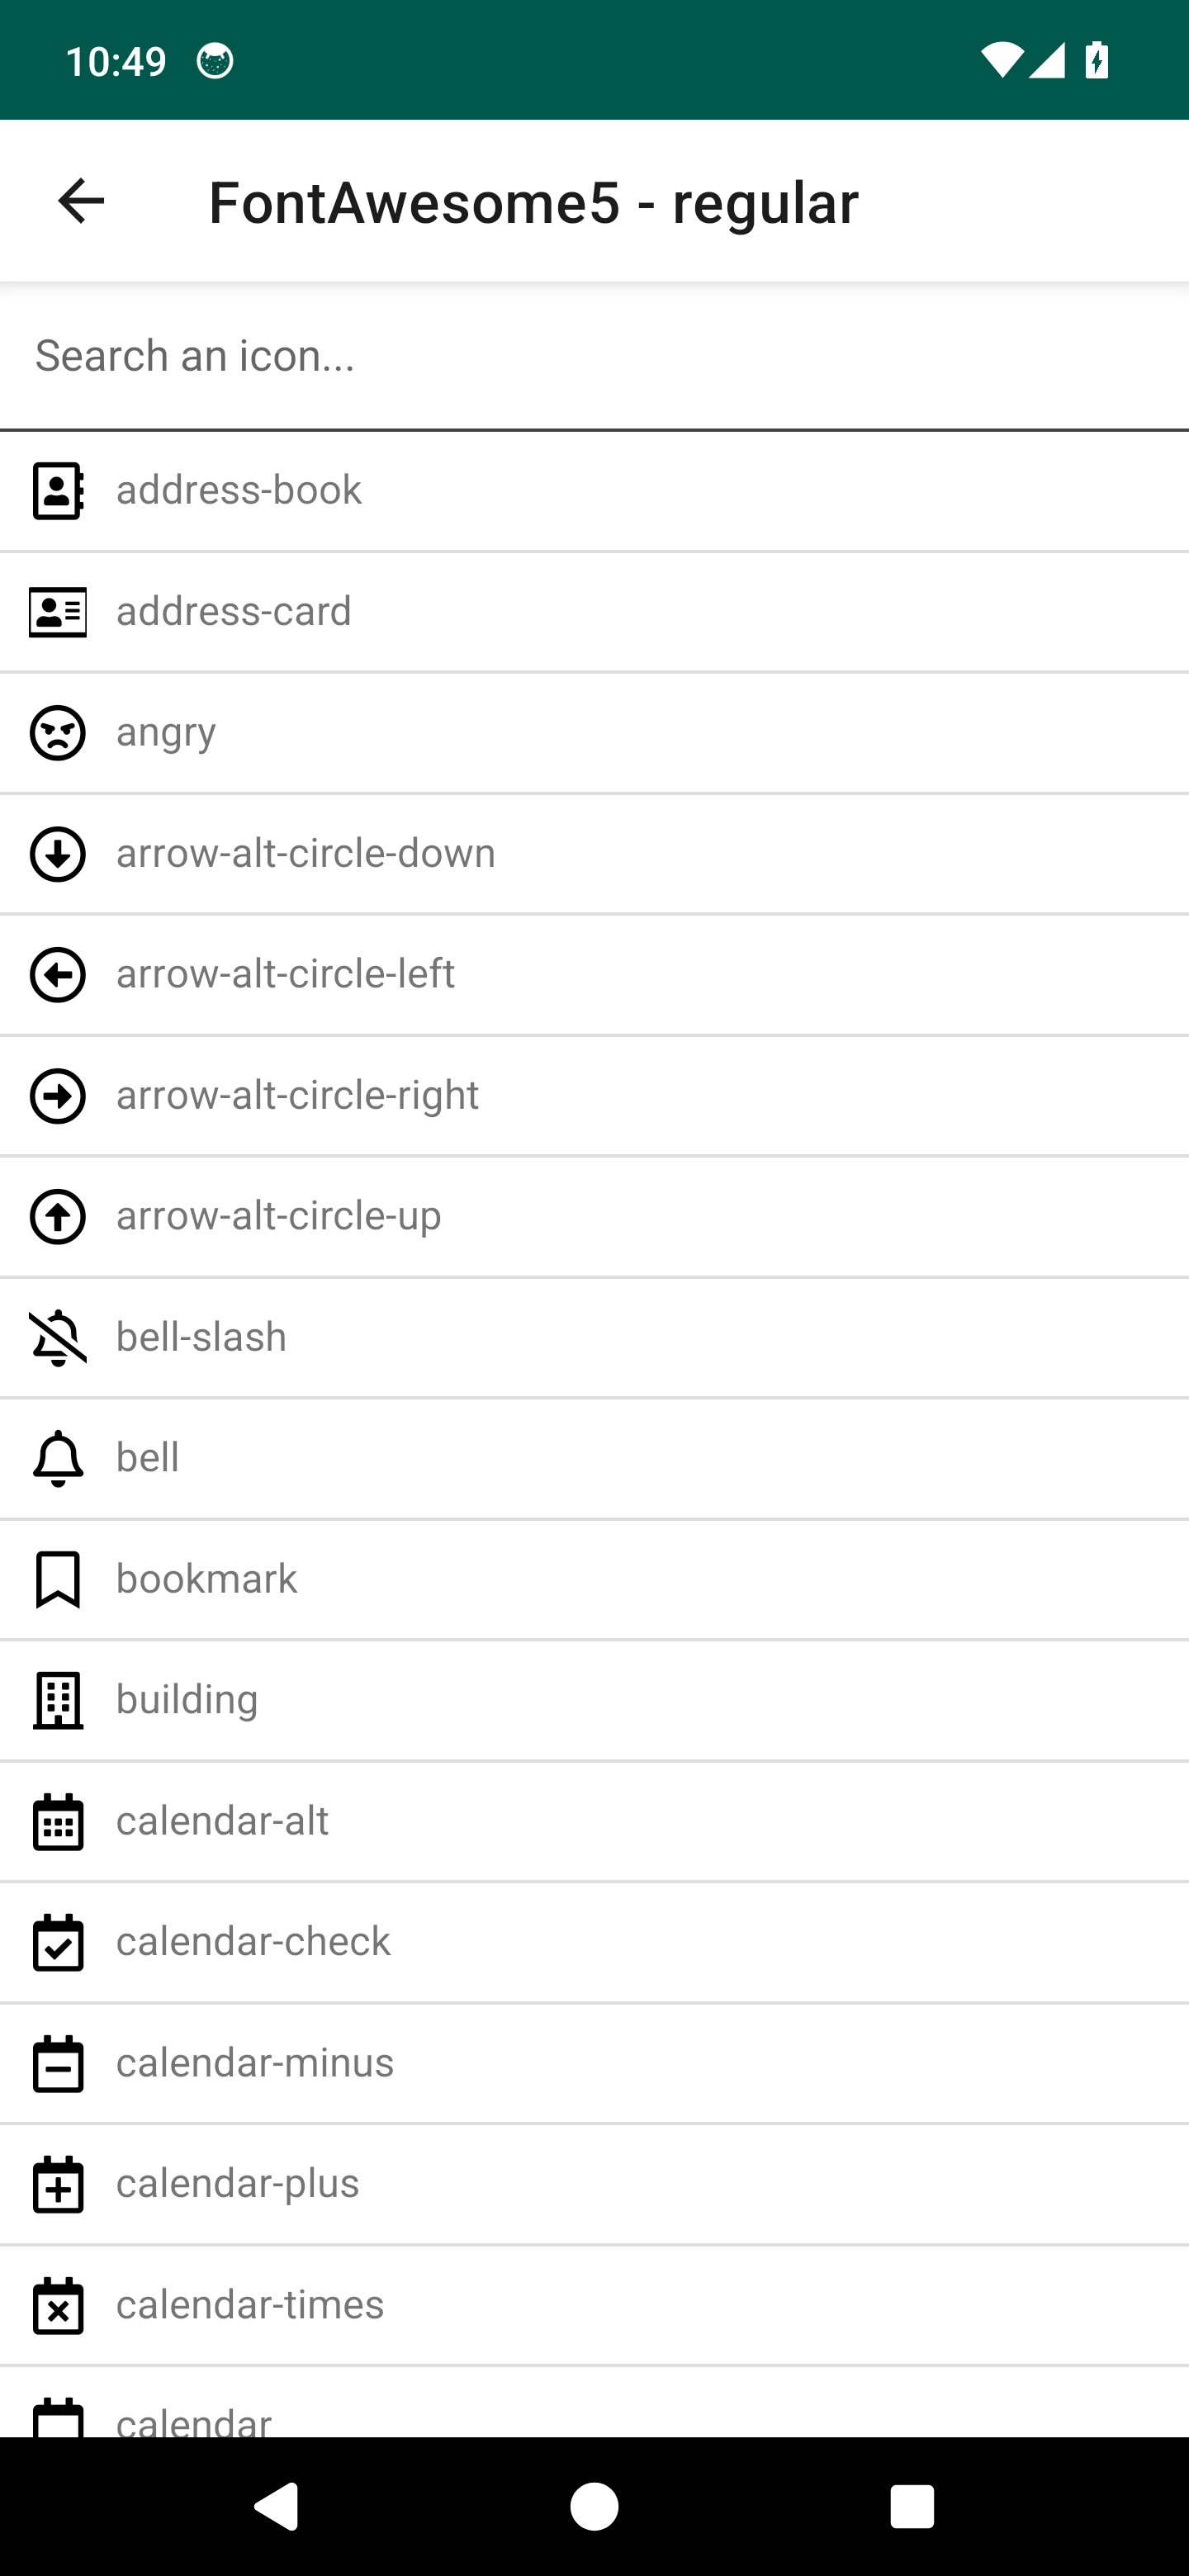 10:49
FontAwesome5 - regular
Search an icon...
address-book
address-card
angry
arrow-alt-circle-down
arrow-alt-circle-left
arrow-alt-circle-right
arrow-alt-circle-up
bell-slash
bell
bookmark
building
calendar-alt
calendar-check
calendar-minus
calendar-plus
calendar-times
calendar